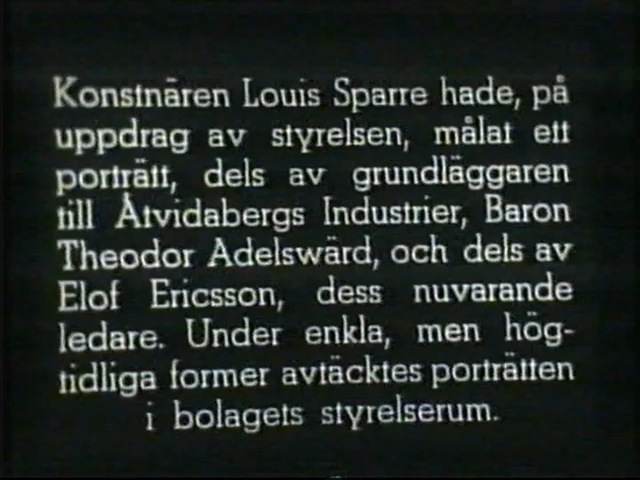 Konstnären Louis Sparre hade, på
uppdrag av styrelsen, målat ett
porträtt, dels av grundläggaren
till Åtvidabergs Industrier, Baron
Theodor Adelswärd, och dels av
Elof Ericsson, dess nuvarande
ledare. Under enkla, men hög-
tidliga former avtäcktes porträtten
i bolagets styrelserum.